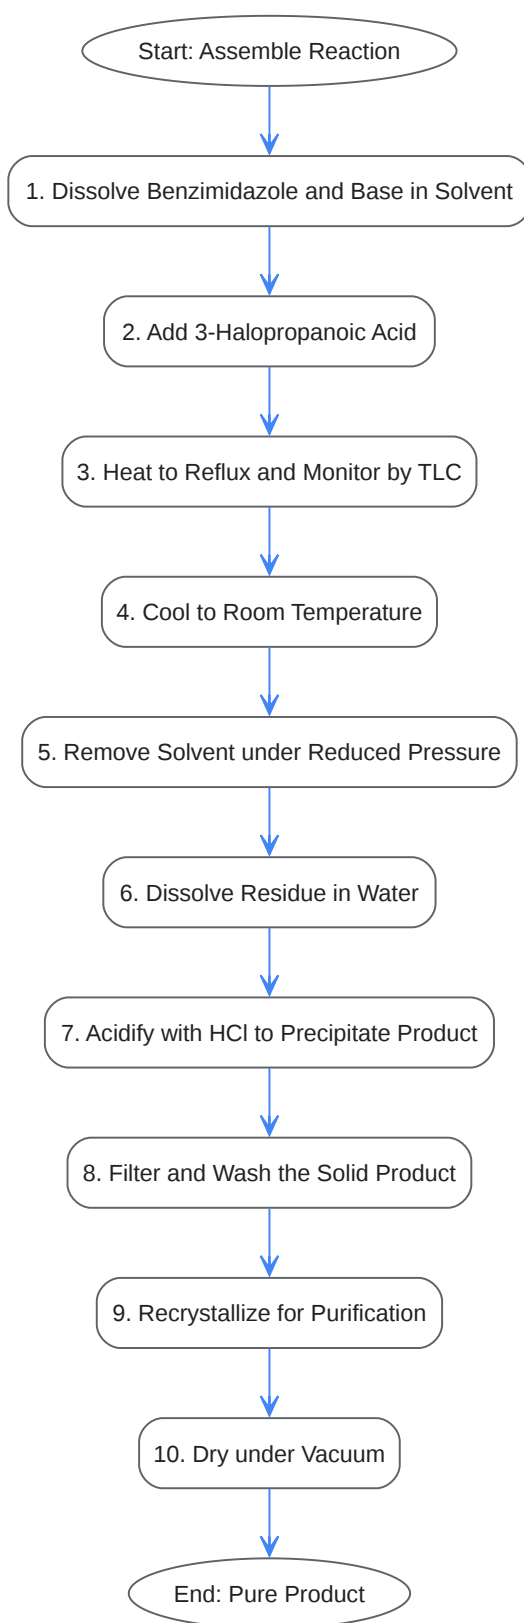 Start: Assemble Reaction
1. Dissolve Benzimidazole and Base in Solvent
2. Add 3-Halopropanoic Acid
3. Heat to Reflux and Monitor by TLC
4. Cool to Room Temperature
5. Remove Solvent under Reduced Pressure
6. Dissolve Residue in Water
7. Acidify with HCl to Precipitate Product
8. Filter and Wash the Solid Product
9. Recrystallize for Purification
10. Dry under Vacuum
End: Pure Product